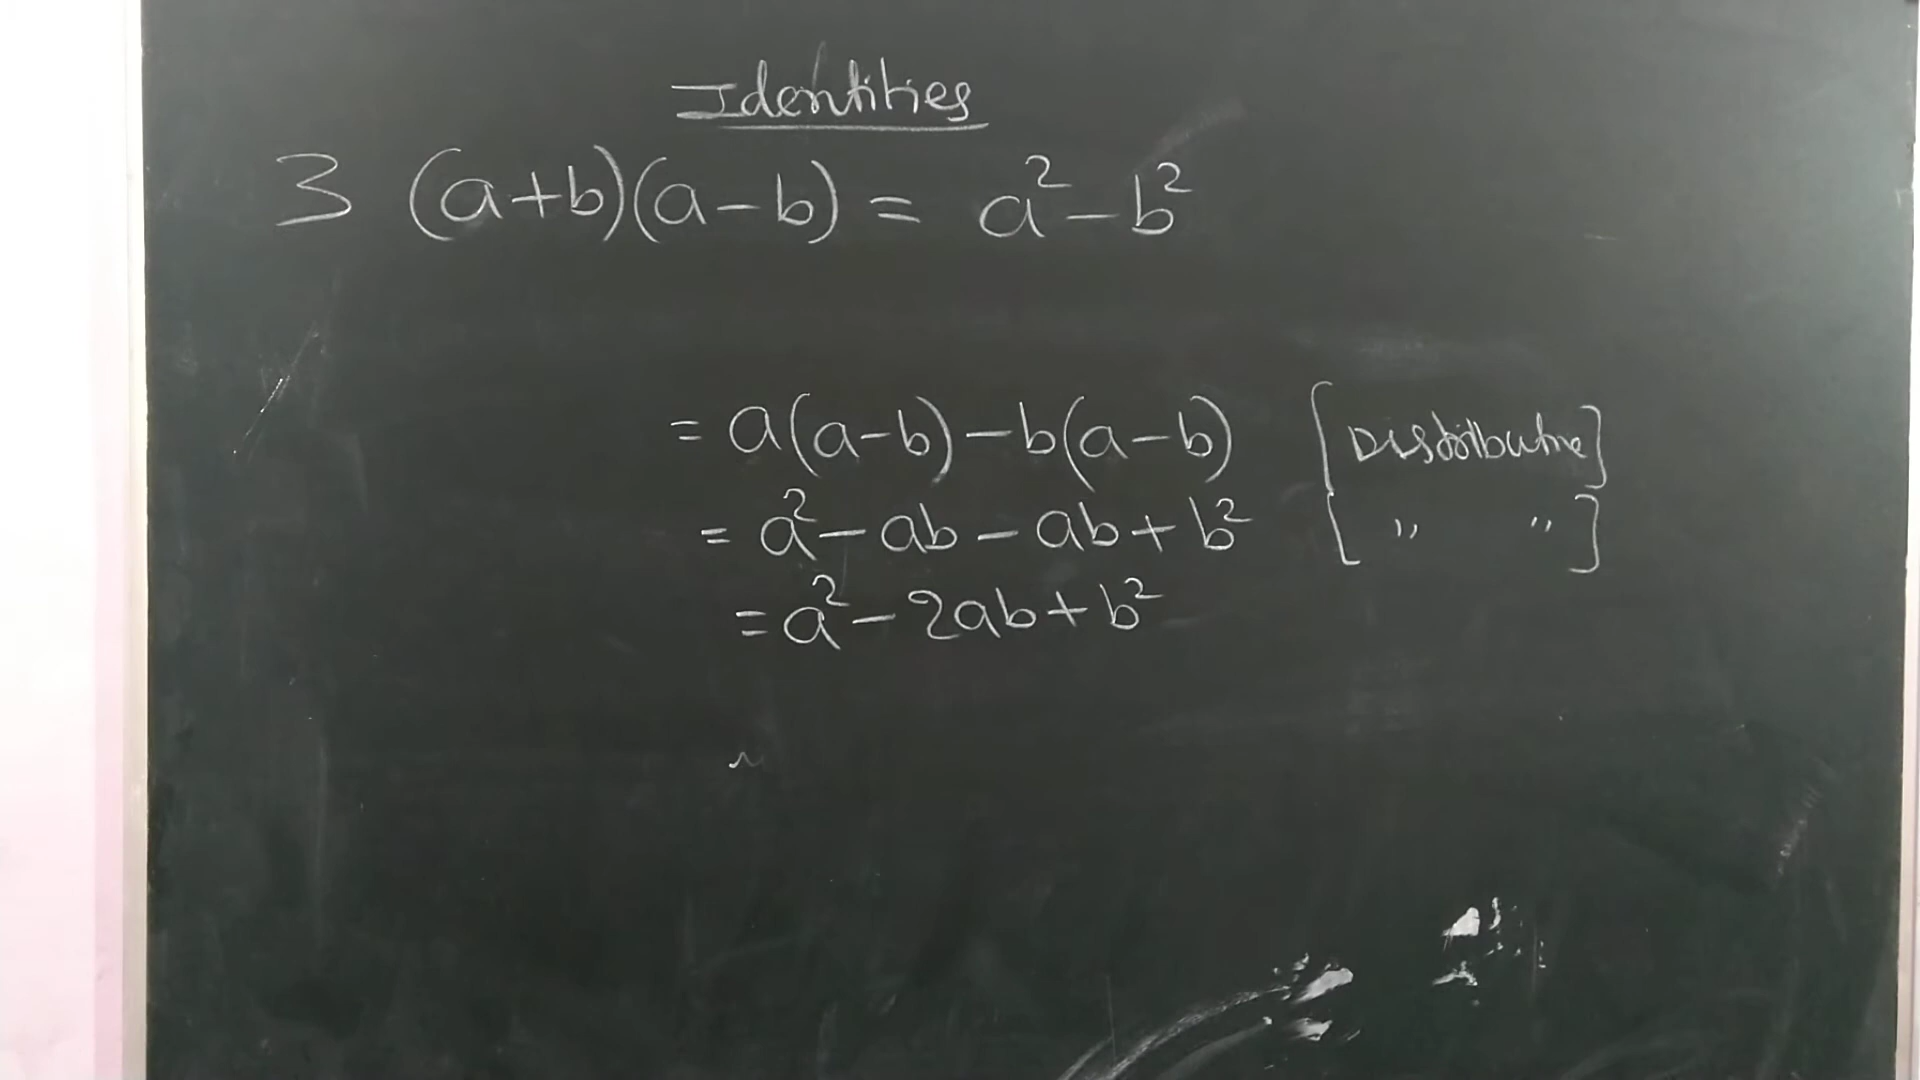 Identities
3 (a+b)(a-b) = a²-b²
= a(a-b)-b(a-b) [Distributive]
= a²-ab-ab+b² [ " " ]
= a²-2ab+b²